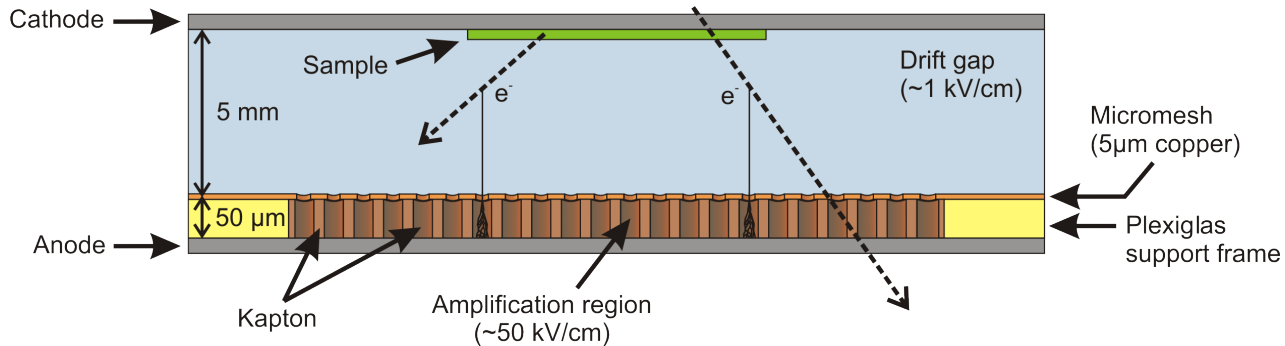 Cathode
Sample
5 mm
e-
e-
Drift gap
(~1 kV/cm)
Micromesh
(5µm copper)
50 µm
Anode
Plexiglas
support frame
Kapton
Amplification region
(~50 kV/cm)